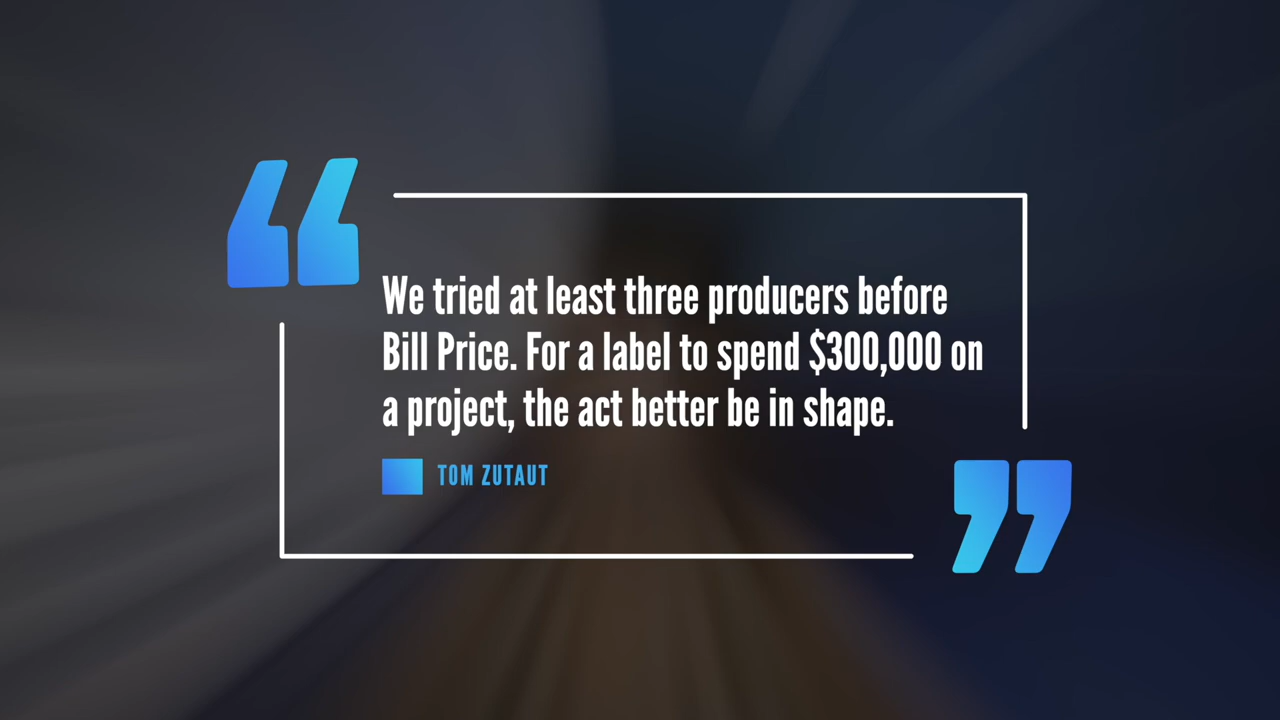 We tried at least three producers before
Bill Price. For a label to spend $300,000 on
a project, the act better be in shape.
TOM ZUTAUT